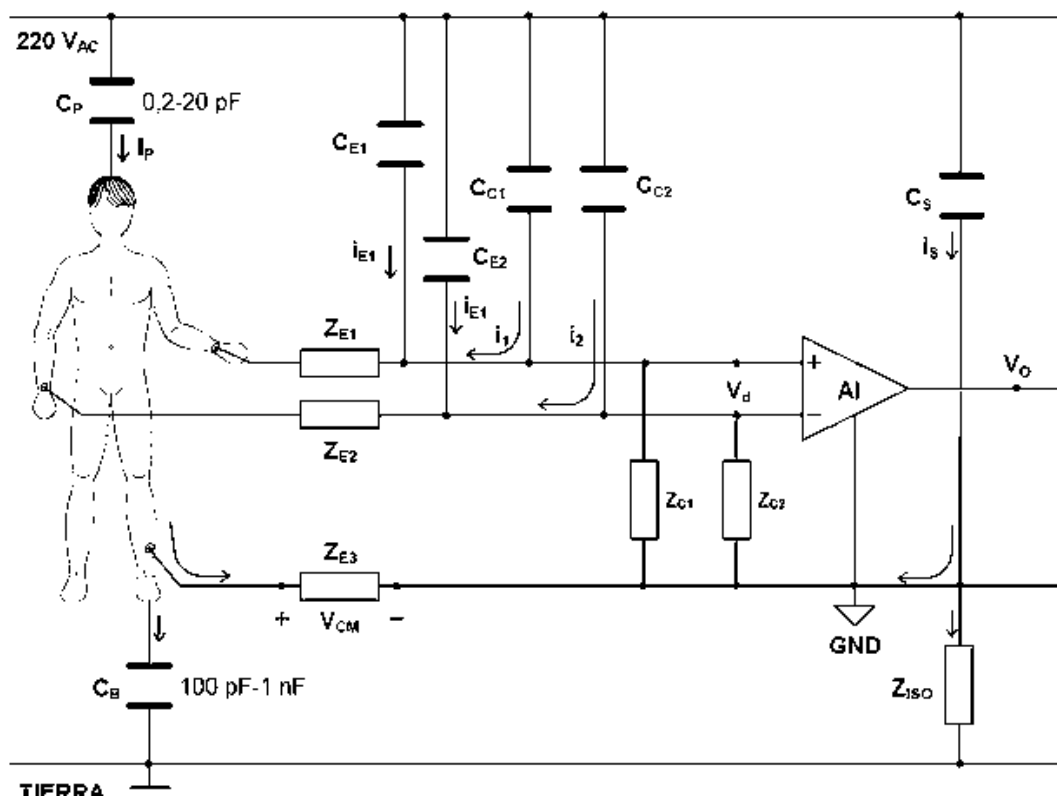 220 VAC
CP
0,2-20 pF
IP
CE1
CC1
CC2
CS
iE1
CE2
iS
iE1
ZE1
i1
i2
+
VO
Vd
AI
−
ZE2
ZC1
ZC2
ZE3
+
VCM
−
GND
CB
100 pF-1 nF
ZISO
TIERRA